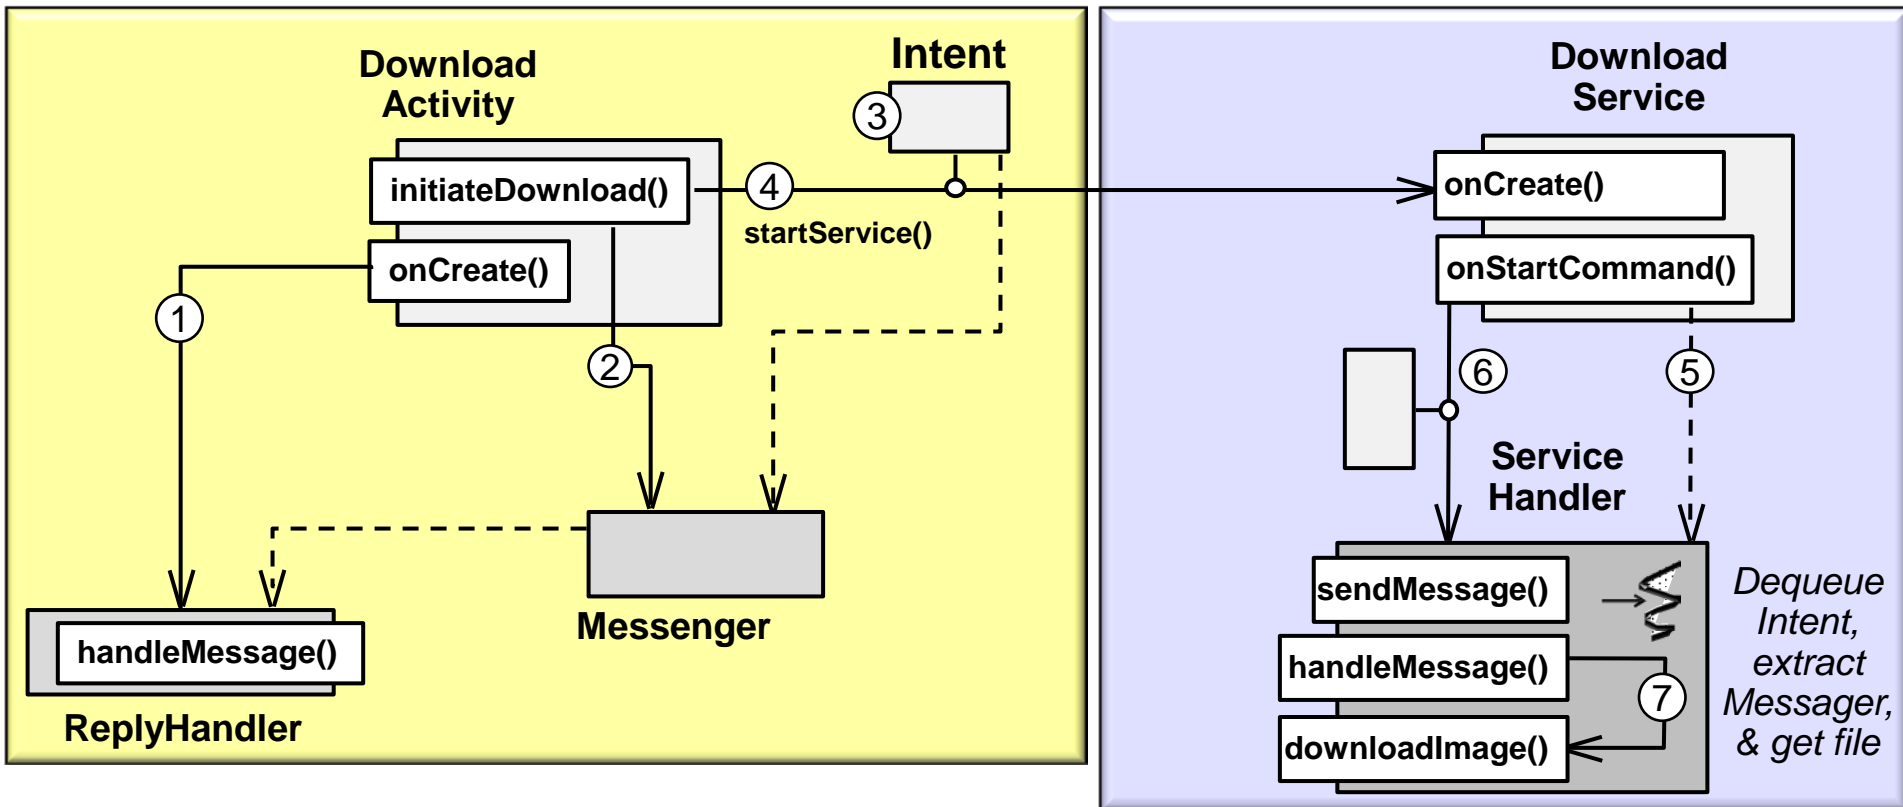 Download
Activity
Intent
3
initiateDownload()
4
startService()
onCreate()
1
2
Messenger
handleMessage()
ReplyHandler
Download
Service
onCreate()
onStartCommand()
6
5
Service
Handler
sendMessage()
handleMessage()
7
downloadImage()
Dequeue
Intent,
extract
Messager,
& get file